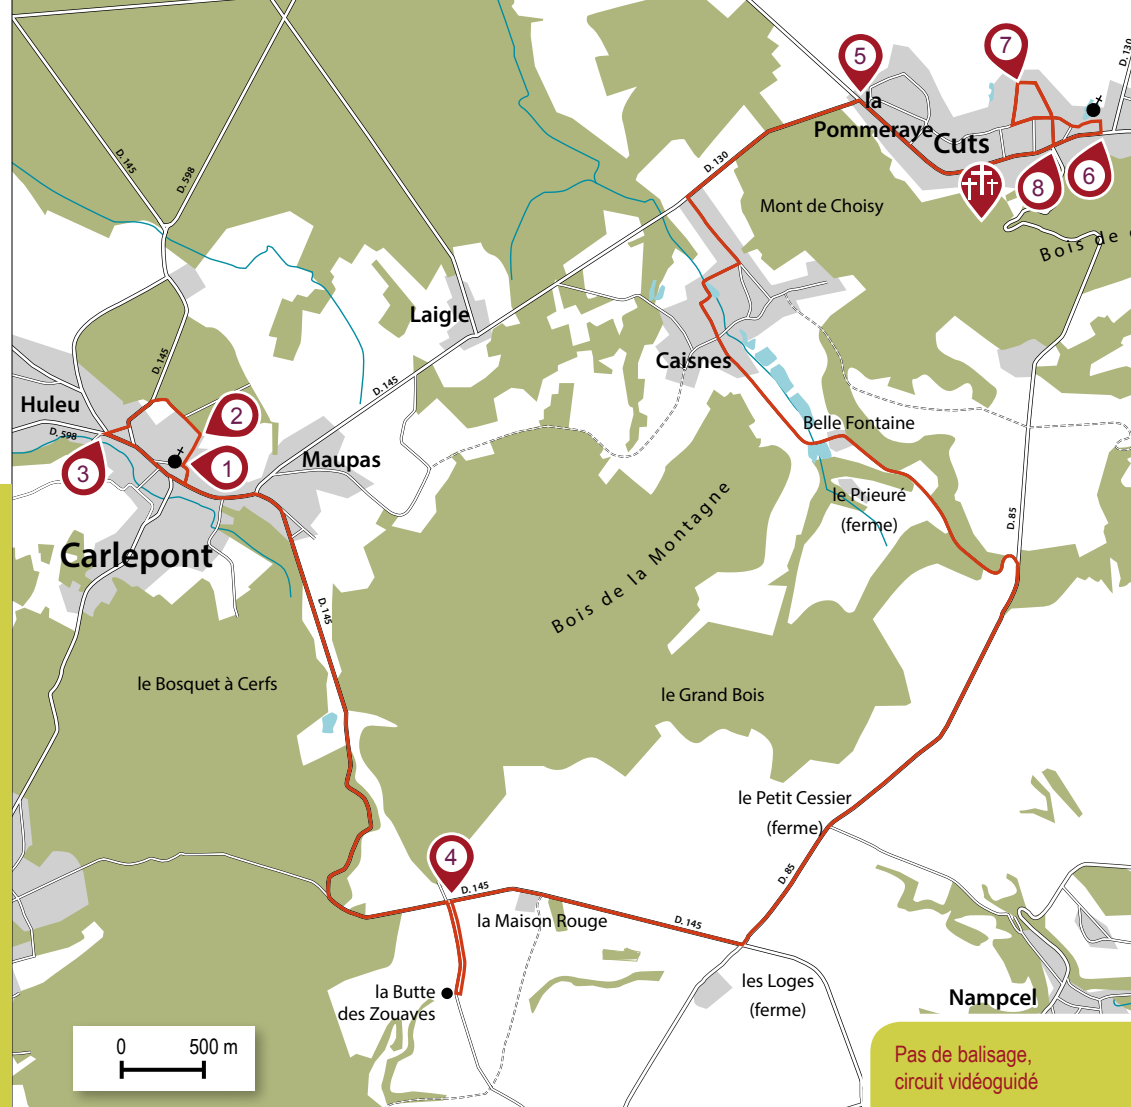 D. 130
7
5
la
Pommeraye
Cuts
8
6
D. 145
D. 598
D. 130
Mont de Choisy
Bois de
Laigle
D. 145
Caisnes
D. 145
Huleu
D. 598
2
1
3
Maupas
Belle Fontaine
le Prieuré
(ferme)
D. 85
Carlepont
Bois de la Montagne
D. 145
le Bosquet à Cerfs
le Grand Bois
le Petit Cessier
(ferme)
4
D. 145
D. 85
la Maison Rouge
D. 145
la Butte
des Zouaves
les Loges
(ferme)
Nampcel
0 500 m
Pas de balisage,
circuit vidéoguidé